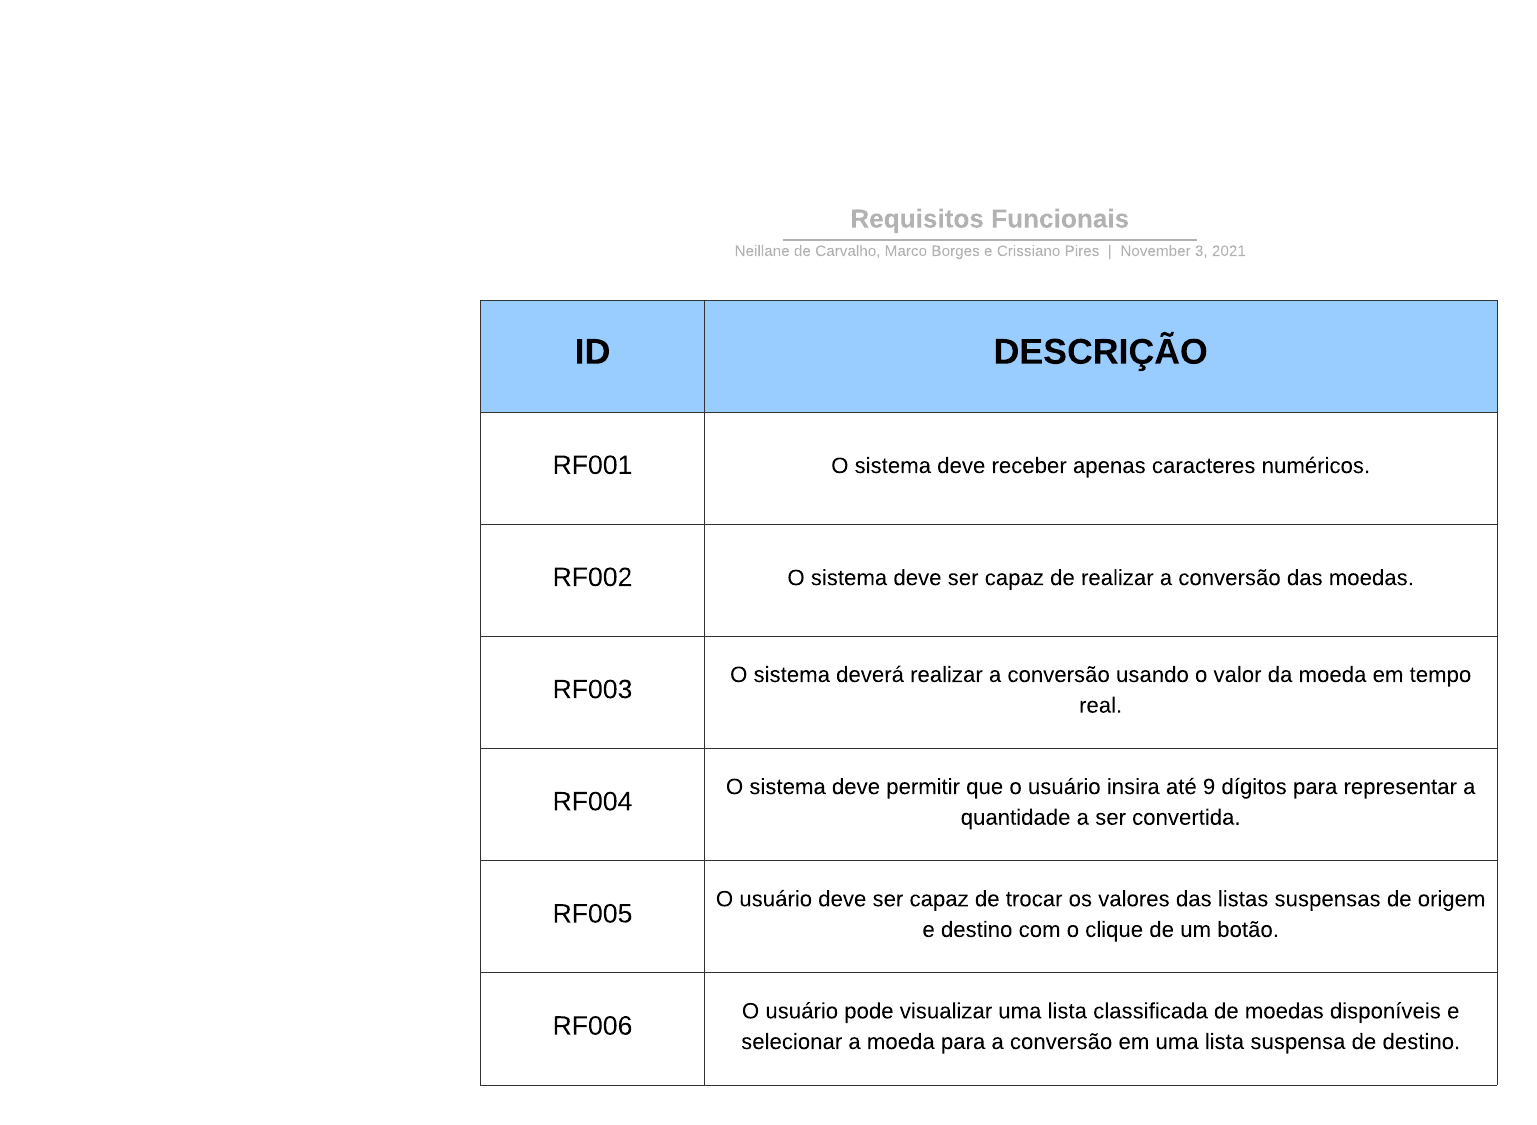 Requisitos Funcionais
Neillane de Carvalho, Marco Borges e Crissiano Pires | November 3, 2021
ID DESCRIÇÃO
RF001 O sistema deve receber apenas caracteres numéricos.
RF002 O sistema deve ser capaz de realizar a conversão das moedas.
RF003 O sistema deverá realizar a conversão usando o valor da moeda em tempo
real.
RF004 O sistema deve permitir que o usuário insira até 9 dígitos para representar a
quantidade a ser convertida.
RF005 O usuário deve ser capaz de trocar os valores das listas suspensas de origem
e destino com o clique de um botão.
RF006 O usuário pode visualizar uma lista classificada de moedas disponíveis e
selecionar a moeda para a conversão em uma lista suspensa de destino.